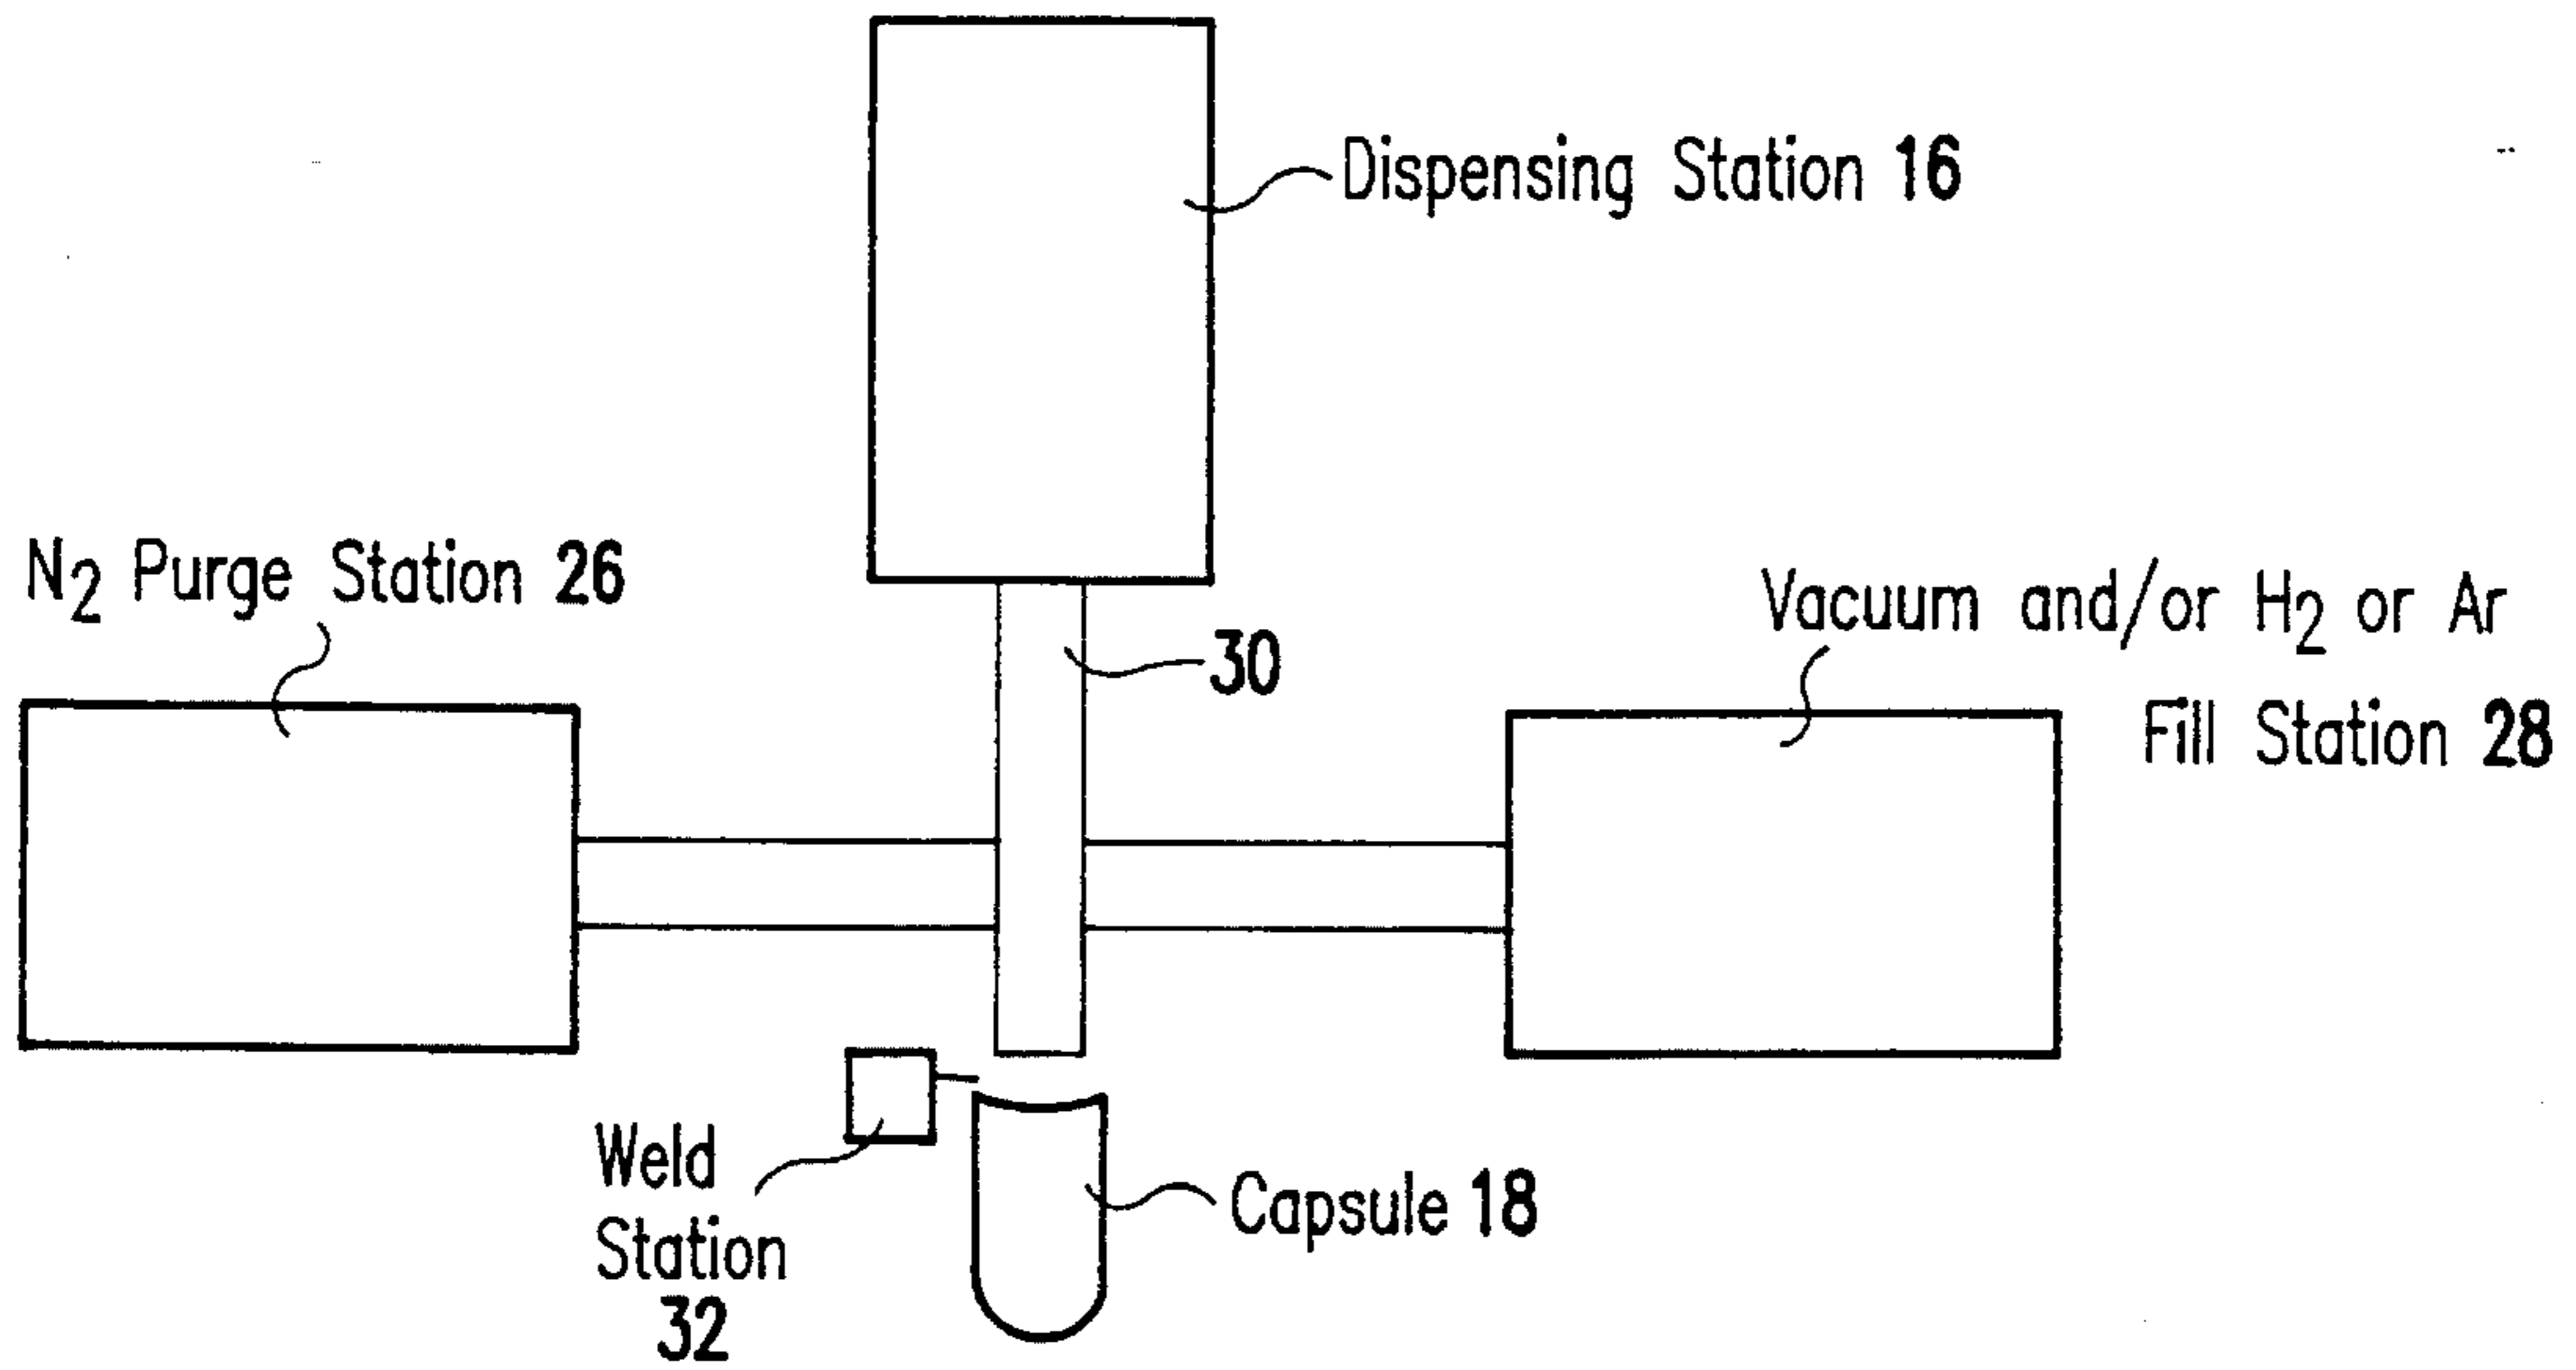 Dispensing Station 16
N2 Purge Station 26
Vacuum and/or H2 or Ar
Fill Station 28
30
Weld
Station
32
Capsule 18